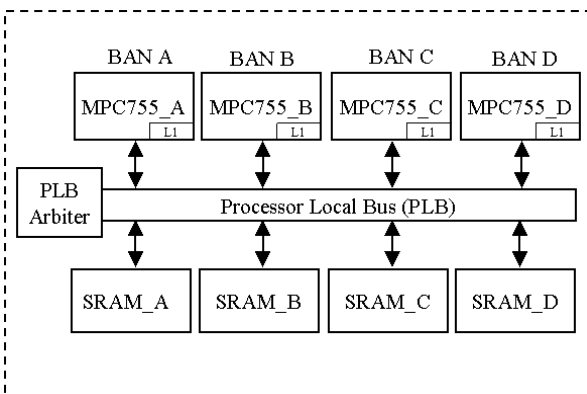 BAN A BAN B BAN C BAN D
MPC755_A MPC755_B MPC755_C MPC755_D
L1 L1 L1 L1
PLB
Arbiter
Processor Local Bus (PLB)
SRAM_A SRAM_B SRAM_C SRAM_D